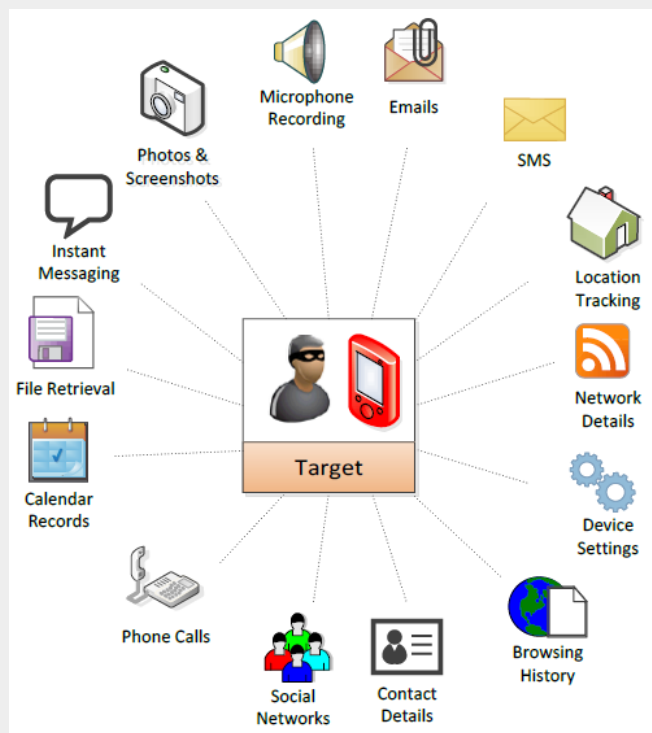 Microphone
Recording
Emails
SMS
Photos &
Screenshots
Instant
Messaging
Location
Tracking
File Retrieval
Network
Details
Target
Calendar
Records
Device
Settings
Phone Calls
Browsing
History
Social
Networks
Contact
Details